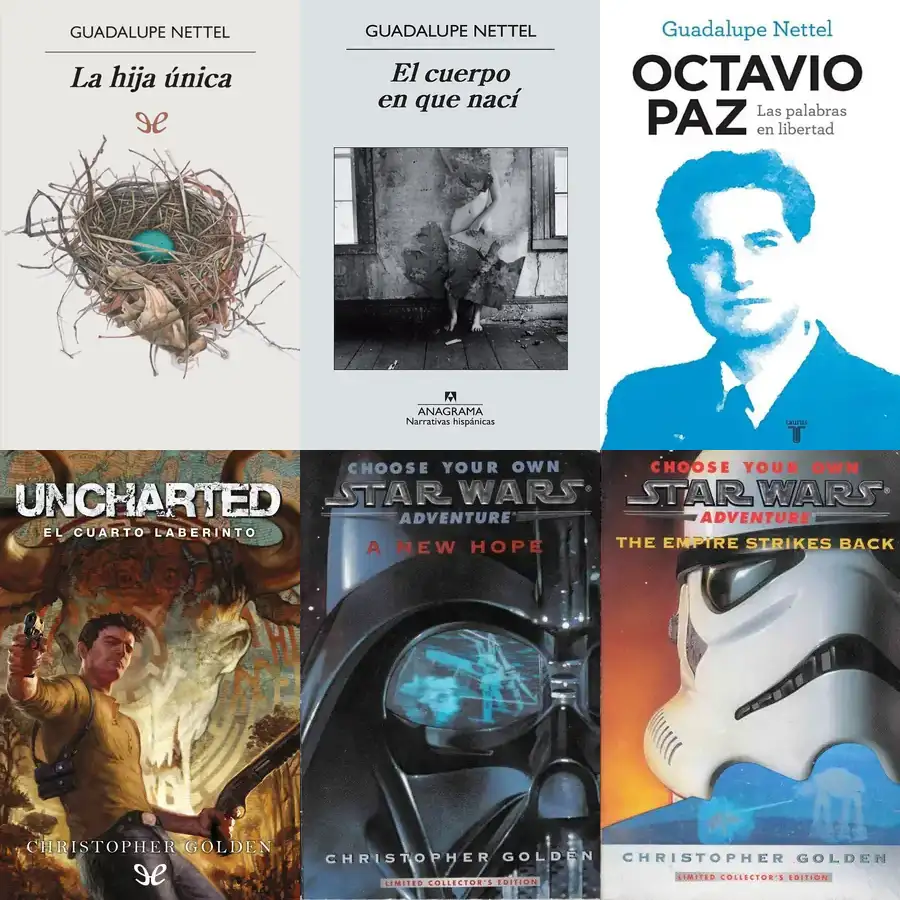 GUADALUPE NETTEL
La hija única
GUADALUPE NETTEL
El cuerpo
en que nací
ANAGRAMA
Narrativas hispánicas
Guadalupe Nettel
OCTAVIO
PAZ
Las palabras
en libertad
taurus
UNCHARTED
EL CUARTO LABERINTO
CHRISTOPHER GOLDEN
CHOOSE YOUR OWN
STAR WARS®
ADVENTURE
A NEW HOPE
CHRISTOPHER GOLDEN
LIMITED COLLECTOR'S EDITION
CHOOSE YOUR OWN
STAR WARS®
ADVENTURE
THE EMPIRE STRIKES BACK
CHRISTOPHER GOLDEN
LIMITED COLLECTOR'S EDITION